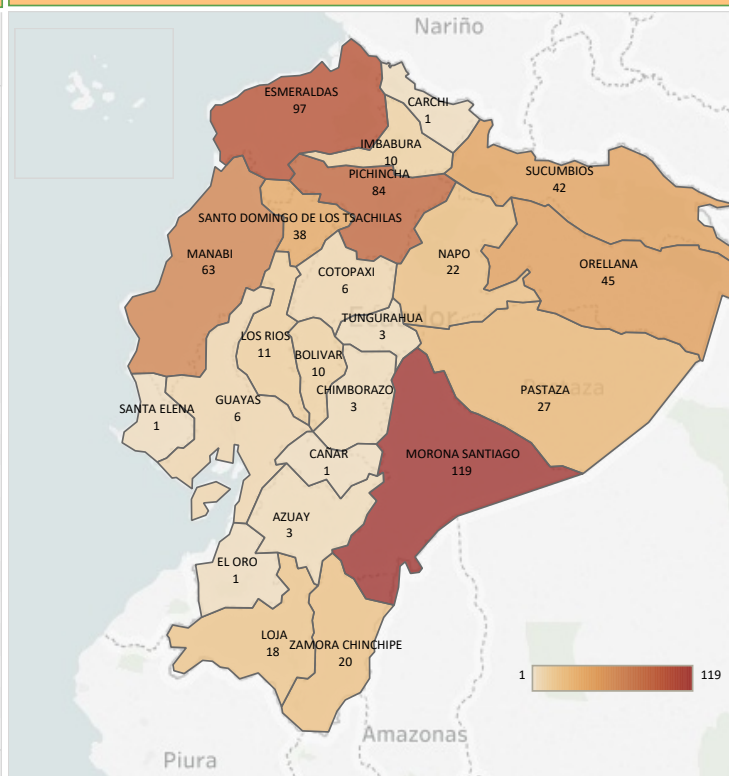 Nariño
ESMERALDAS
97
CARCHI
1
IMBABURA
10
PICHINCHA
84
SUCUMBIOS
42
SANTO DOMINGO DE LOS TSACHILAS
38
MANABI
63
NAPO
22
ORELLANA
45
COTOPAXI
6
Ecuador
TUNGURAHUA
3
LOS RIOS
11
BOLIVAR
10
CHIMBORAZO
3
Pastaza
PASTAZA
27
SANTA ELENA
1
GUAYAS
6
CAÑAR
1
MORONA SANTIAGO
119
AZUAY
3
EL ORO
1
LOJA
18
ZAMORA CHINCHIPE
20
1
119
Amazonas
Piura